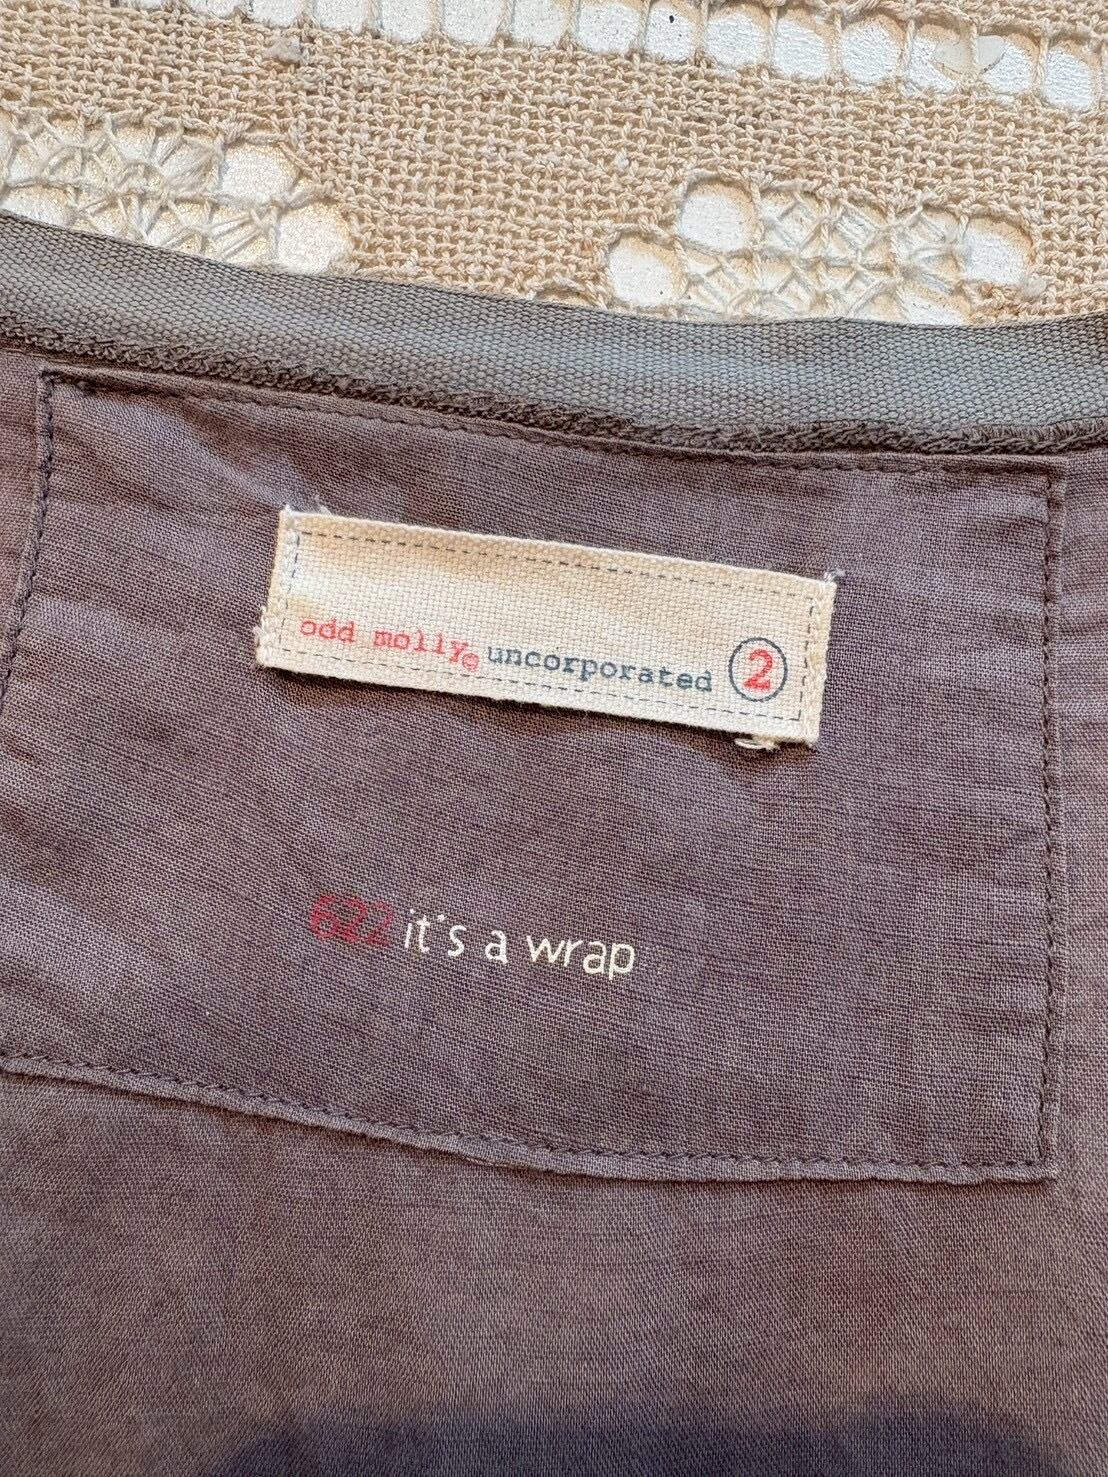 odd molly© uncorporated 2
622 it's a wrap